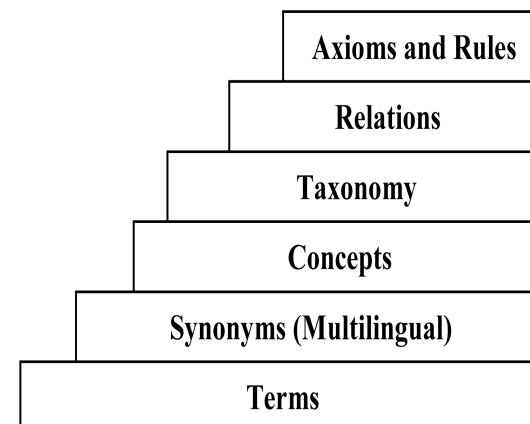 Axioms and Rules
Relations
Taxonomy
Concepts
Synonyms (Multilingual)
Terms